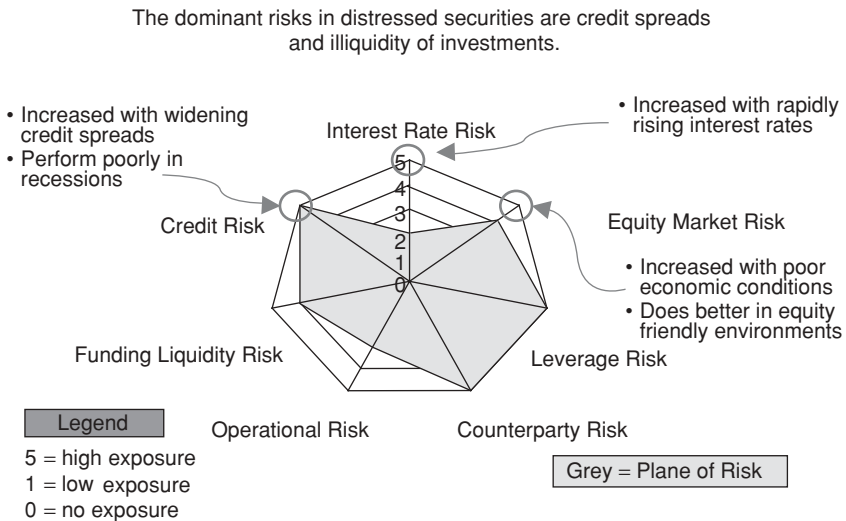 The dominant risks in distressed securities are credit spreads
and illiquidity of investments.
• Increased with widening
credit spreads
• Perform poorly in
recessions
• Increased with rapidly
rising interest rates
Interest Rate Risk
5
4
3
2
1
0
Credit Risk
Equity Market Risk
• Increased with poor
economic conditions
• Does better in equity
friendly environments
Funding Liquidity Risk
Leverage Risk
Operational Risk
Counterparty Risk
Legend
5 = high exposure
1 = low exposure
0 = no exposure
Grey = Plane of Risk